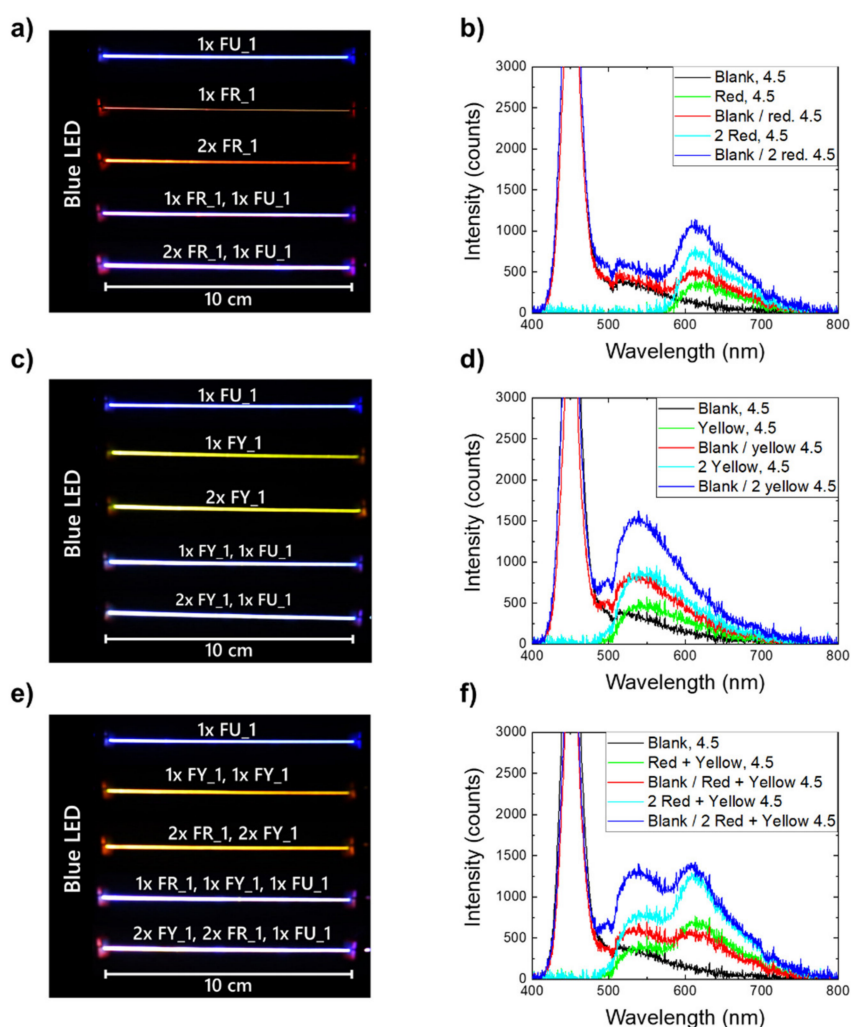 a)
Blue LED
1x FU_1
1x FR_1
2x FR_1
1x FR_1, 1x FU_1
2x FR_1, 1x FU_1
10 cm
b)
Intensity (counts)
3000
2500
2000
1500
1000
500
0
Blank, 4.5
Red, 4.5
Blank / red. 4.5
2 Red, 4.5
Blank / 2 red. 4.5
400 500 600 700 800
Wavelength (nm)
c)
Blue LED
1x FU_1
1x FY_1
2x FY_1
1x FY_1, 1x FU_1
2x FY_1, 1x FU_1
10 cm
d)
Intensity (counts)
3000
2500
2000
1500
1000
500
0
Blank, 4.5
Yellow, 4.5
Blank / yellow 4.5
2 Yellow, 4.5
Blank / 2 yellow 4.5
400 500 600 700 800
Wavelength (nm)
e)
Blue LED
1x FU_1
1x FY_1, 1x FY_1
2x FR_1, 2x FY_1
1x FR_1, 1x FY_1, 1x FU_1
2x FY_1, 2x FR_1, 1x FU_1
10 cm
f)
Intensity (counts)
3000
2500
2000
1500
1000
500
0
Blank, 4.5
Red + Yellow, 4.5
Blank / Red + Yellow 4.5
2 Red + Yellow 4.5
Blank / 2 Red + Yellow 4.5
400 500 600 700 800
Wavelength (nm)